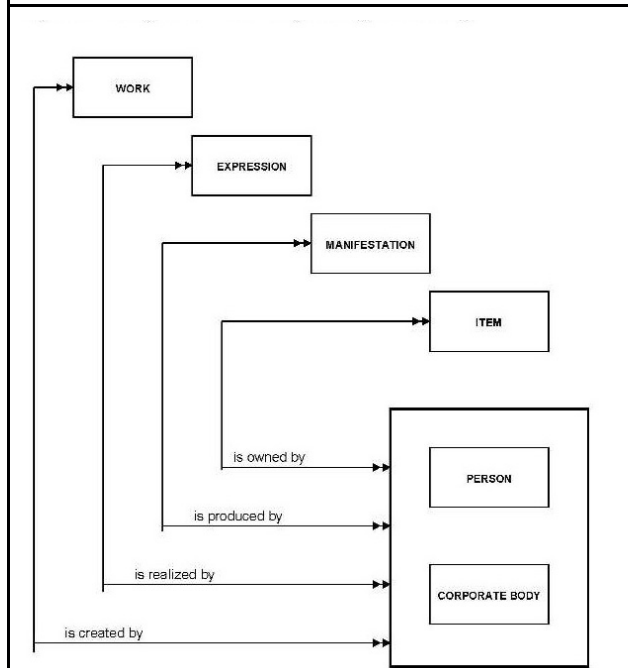 WORK
EXPRESSION
MANIFESTATION
ITEM
is owned by
PERSON
is produced by
is realized by
CORPORATE BODY
is created by